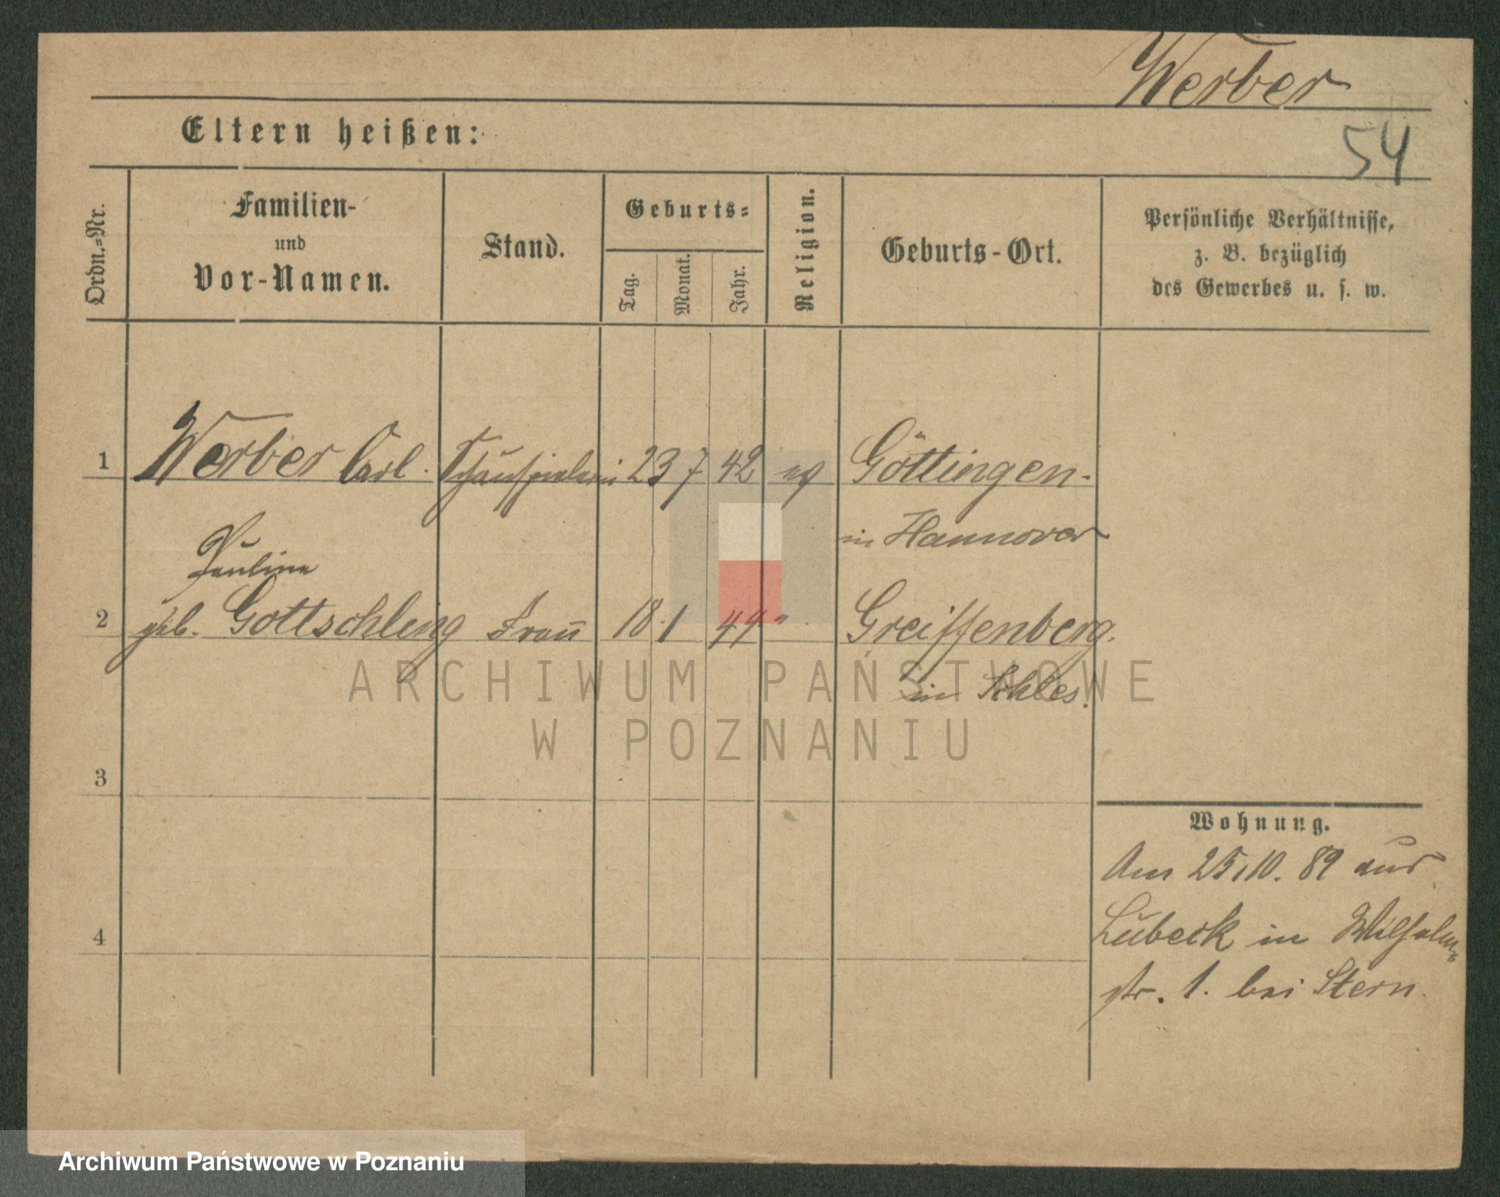 Werber
54
Eltern heißen:
Ordn.=Nr.
Familien-
und
Vor-Namen.
Stand.
Geburts=
Tag.
Monat.
Jahr.
Religion.
Geburts-Ort.
Persönliche Verhältnisse,
z. B. bezüglich
des Gewerbes u. s. w.
1 Werber Carl. 23 7 42 ev Göttingen-
in Hannover
Pauline
2 geb. Gottschling Frau 18. 1 44 " Greiffenberg.
in Schles.
3
4
Wohnung.
Am 25.10.89 aus
Lübeck in Wilhelm
str. 1. bei Stern.
ARCHIWUM PAŃSTWOWE
W POZNANIU
Archiwum Państwowe w Poznaniu